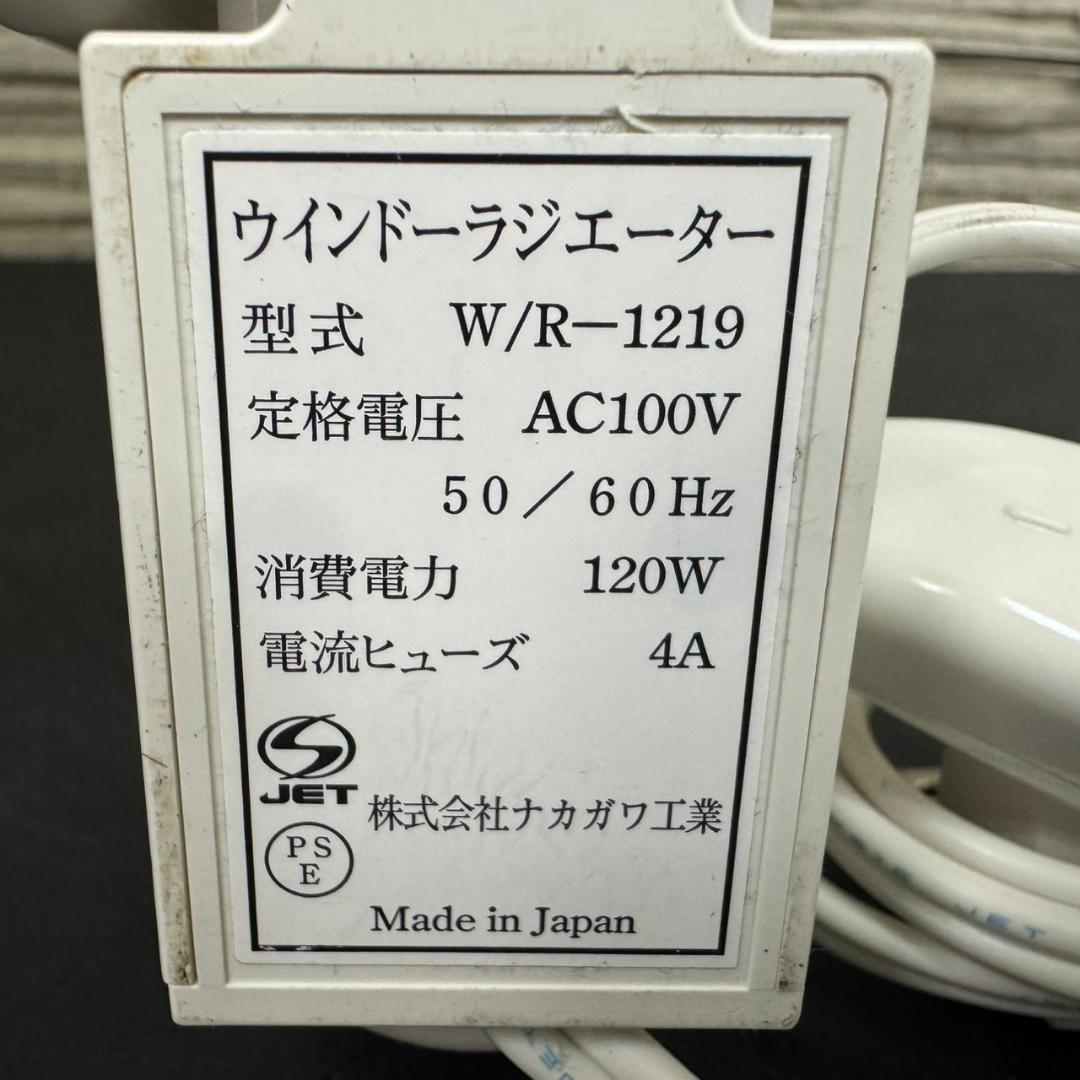 ウインドーラジエーター
型式 W/R－1219
定格電圧 AC100V
50／60Hz
消費電力 120W
電流ヒューズ 4A
JET
株式会社ナカガワ工業
PS
E
Made in Japan
JET